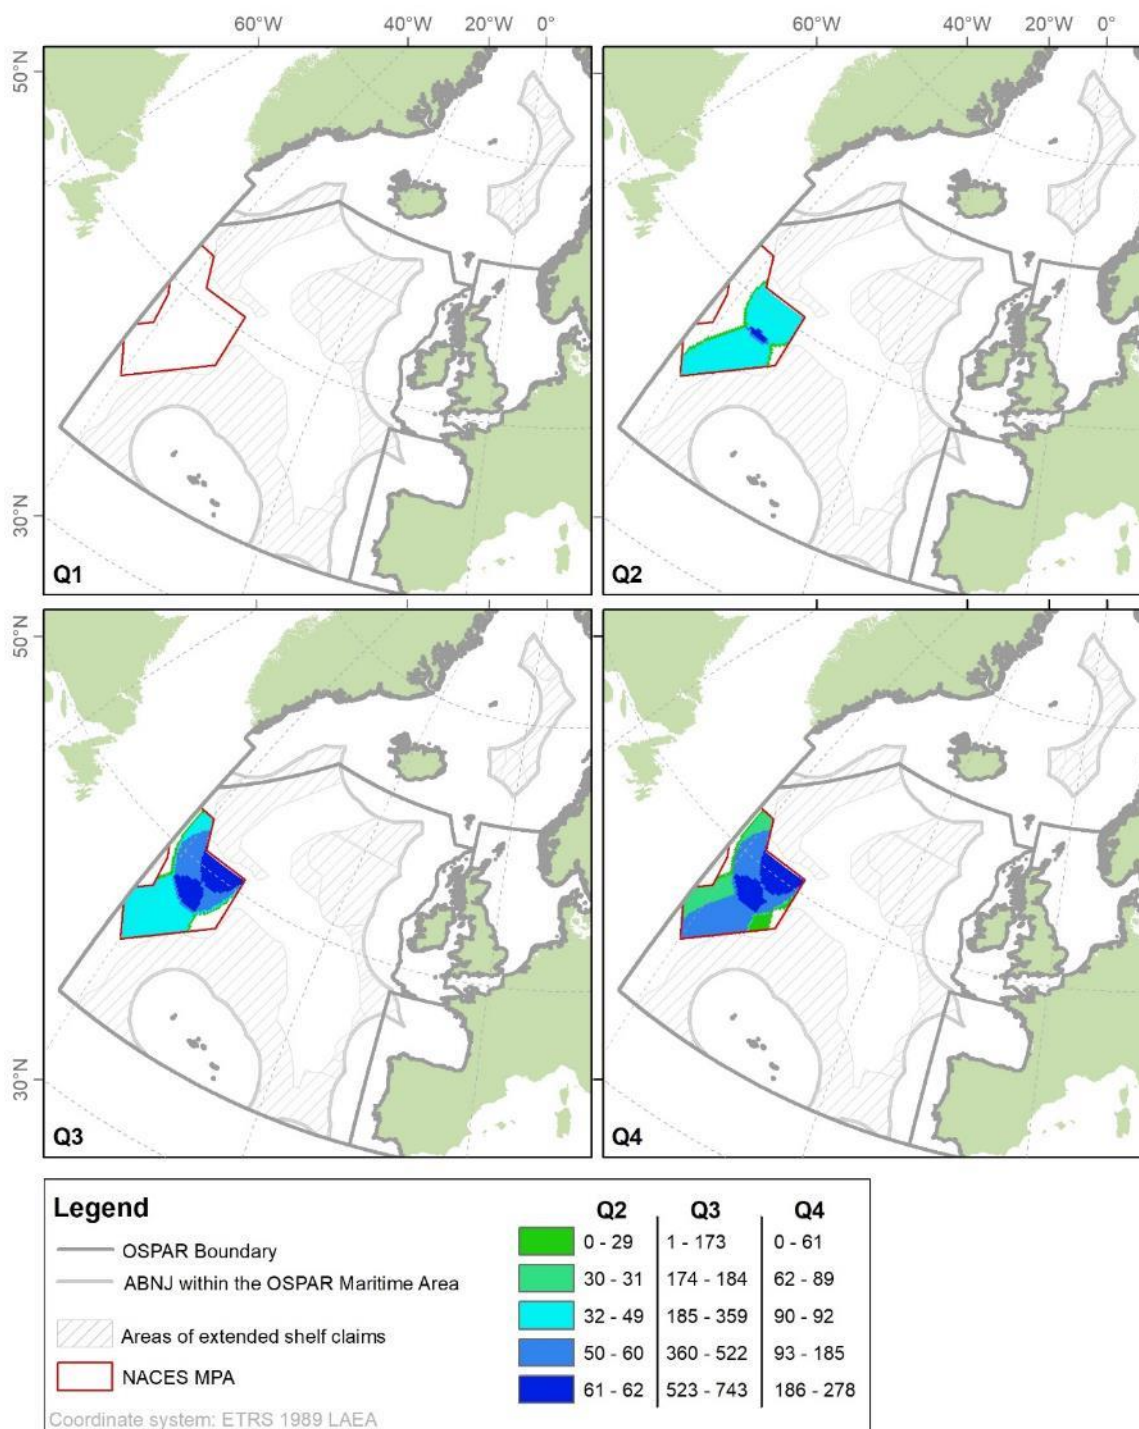 60°W 40°W 20°W 0° 60°W 40°W 20°W 0°
50°N
30°N
Q1 Q2
50°N
30°N
Q3 Q4
Legend
OSPAR Boundary
ABNJ within the OSPAR Maritime Area
Areas of extended shelf claims
NACES MPA
Coordinate system: ETRS 1989 LAEA
Q2 Q3 Q4
0 - 29 1 - 173 0 - 61
30 - 31 174 - 184 62 - 89
32 - 49 185 - 359 90 - 92
50 - 60 360 - 522 93 - 185
61 - 62 523 - 743 186 - 278